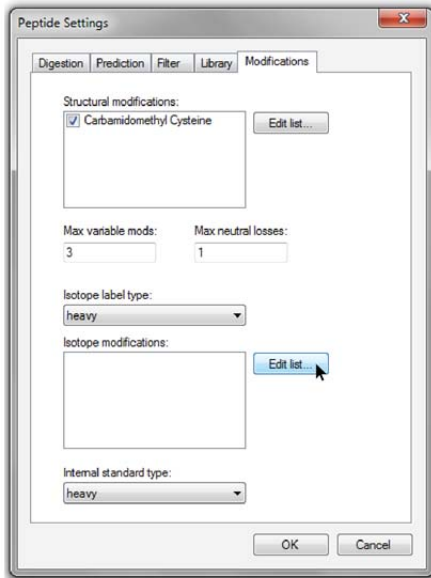 Peptide Settings
Digestion Prediction Filter Library Modifications
Structural modifications:
Carbamidomethyl Cysteine
Edit list...
Max variable mods: Max neutral losses:
3 1
Isotope label type:
heavy
Isotope modifications:
Edit list...
Internal standard type:
heavy
OK Cancel